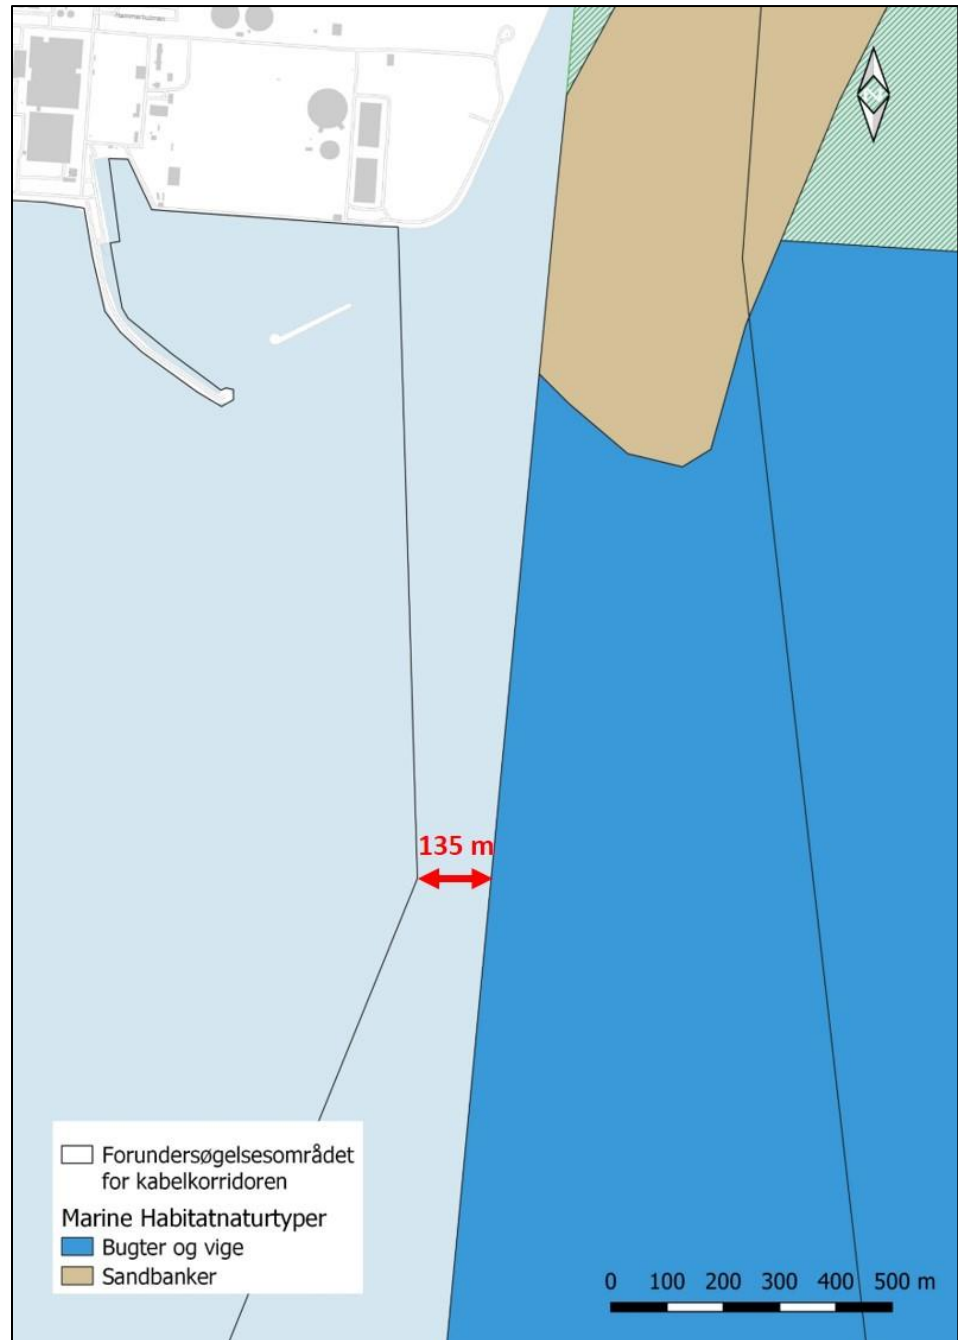 135 m
Forundersøgelsesområdet
for kabelkorridoren
Marine Habitatnaturtyper
Bugter og vige
Sandbanker
0 100 200 300 400 500 m